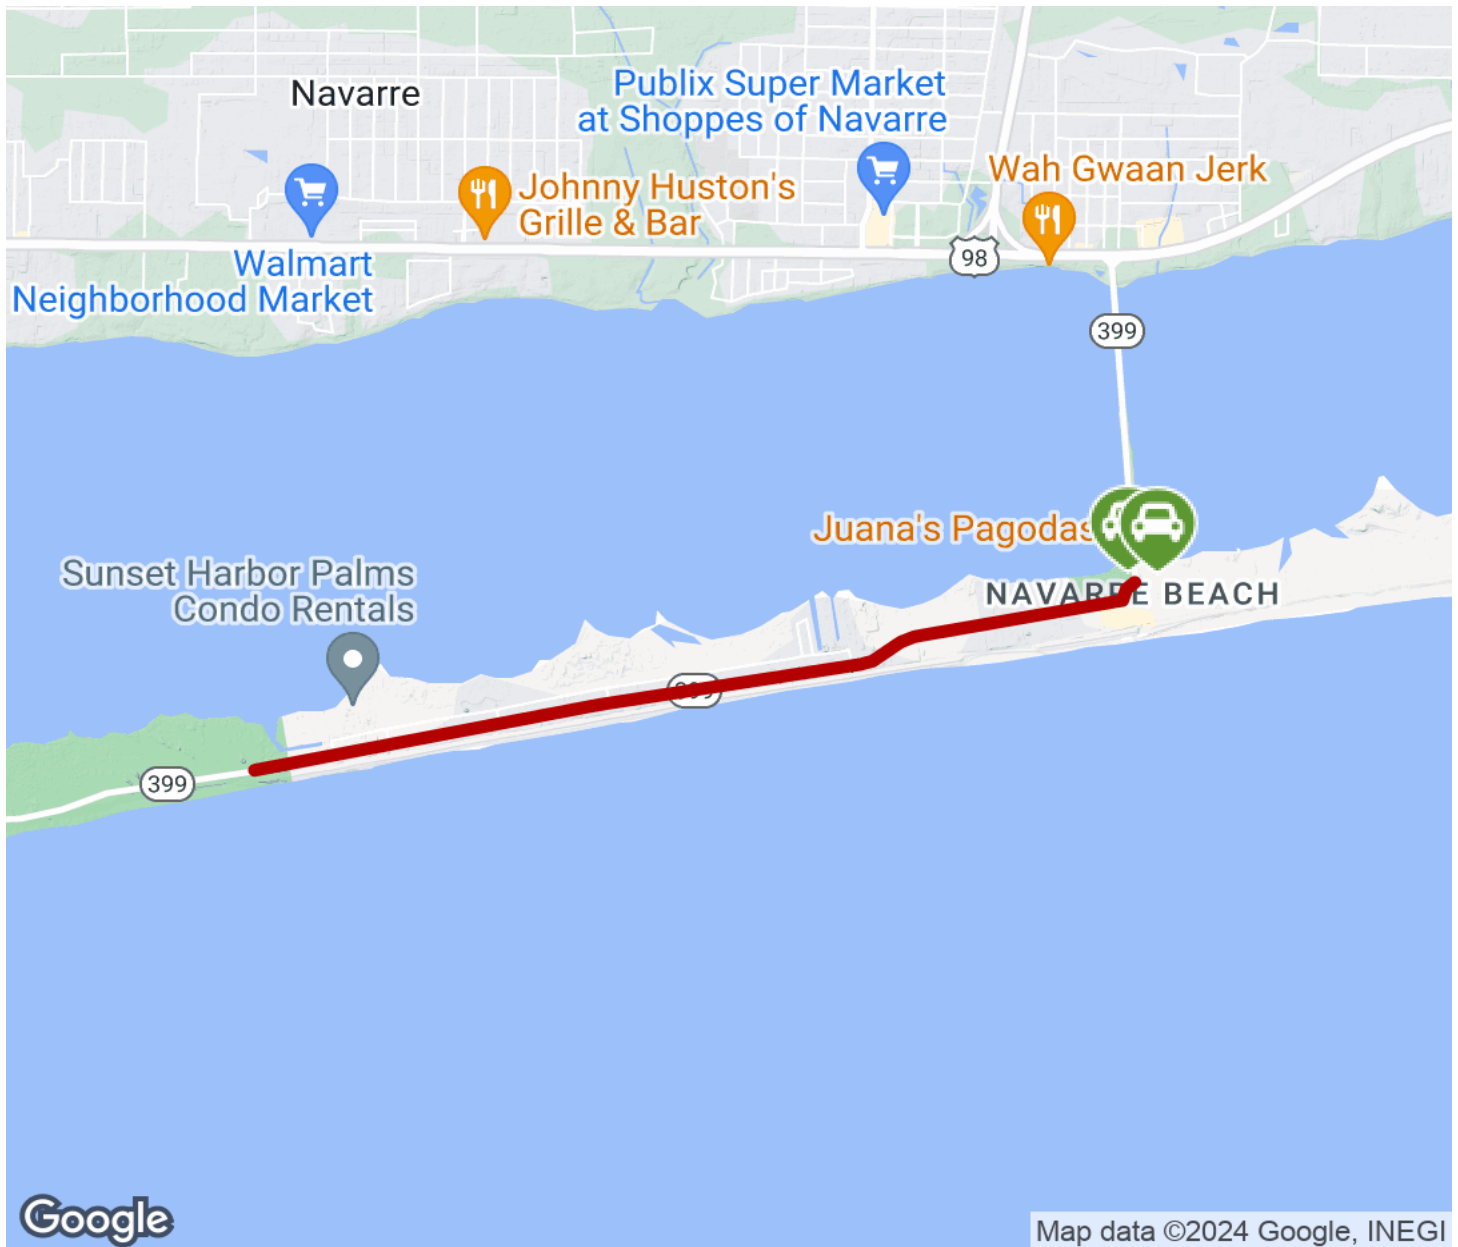 Navarre
Publix Super Market
at Shoppes of Navarre
Wah Gwaan Jerk
Johnny Huston's
Grille & Bar
Walmart
Neighborhood Market
98
399
Juana's Pagodas
NAVARRE BEACH
Sunset Harbor Palms
Condo Rentals
399
399
Google
Map data ©2024 Google, INEGI